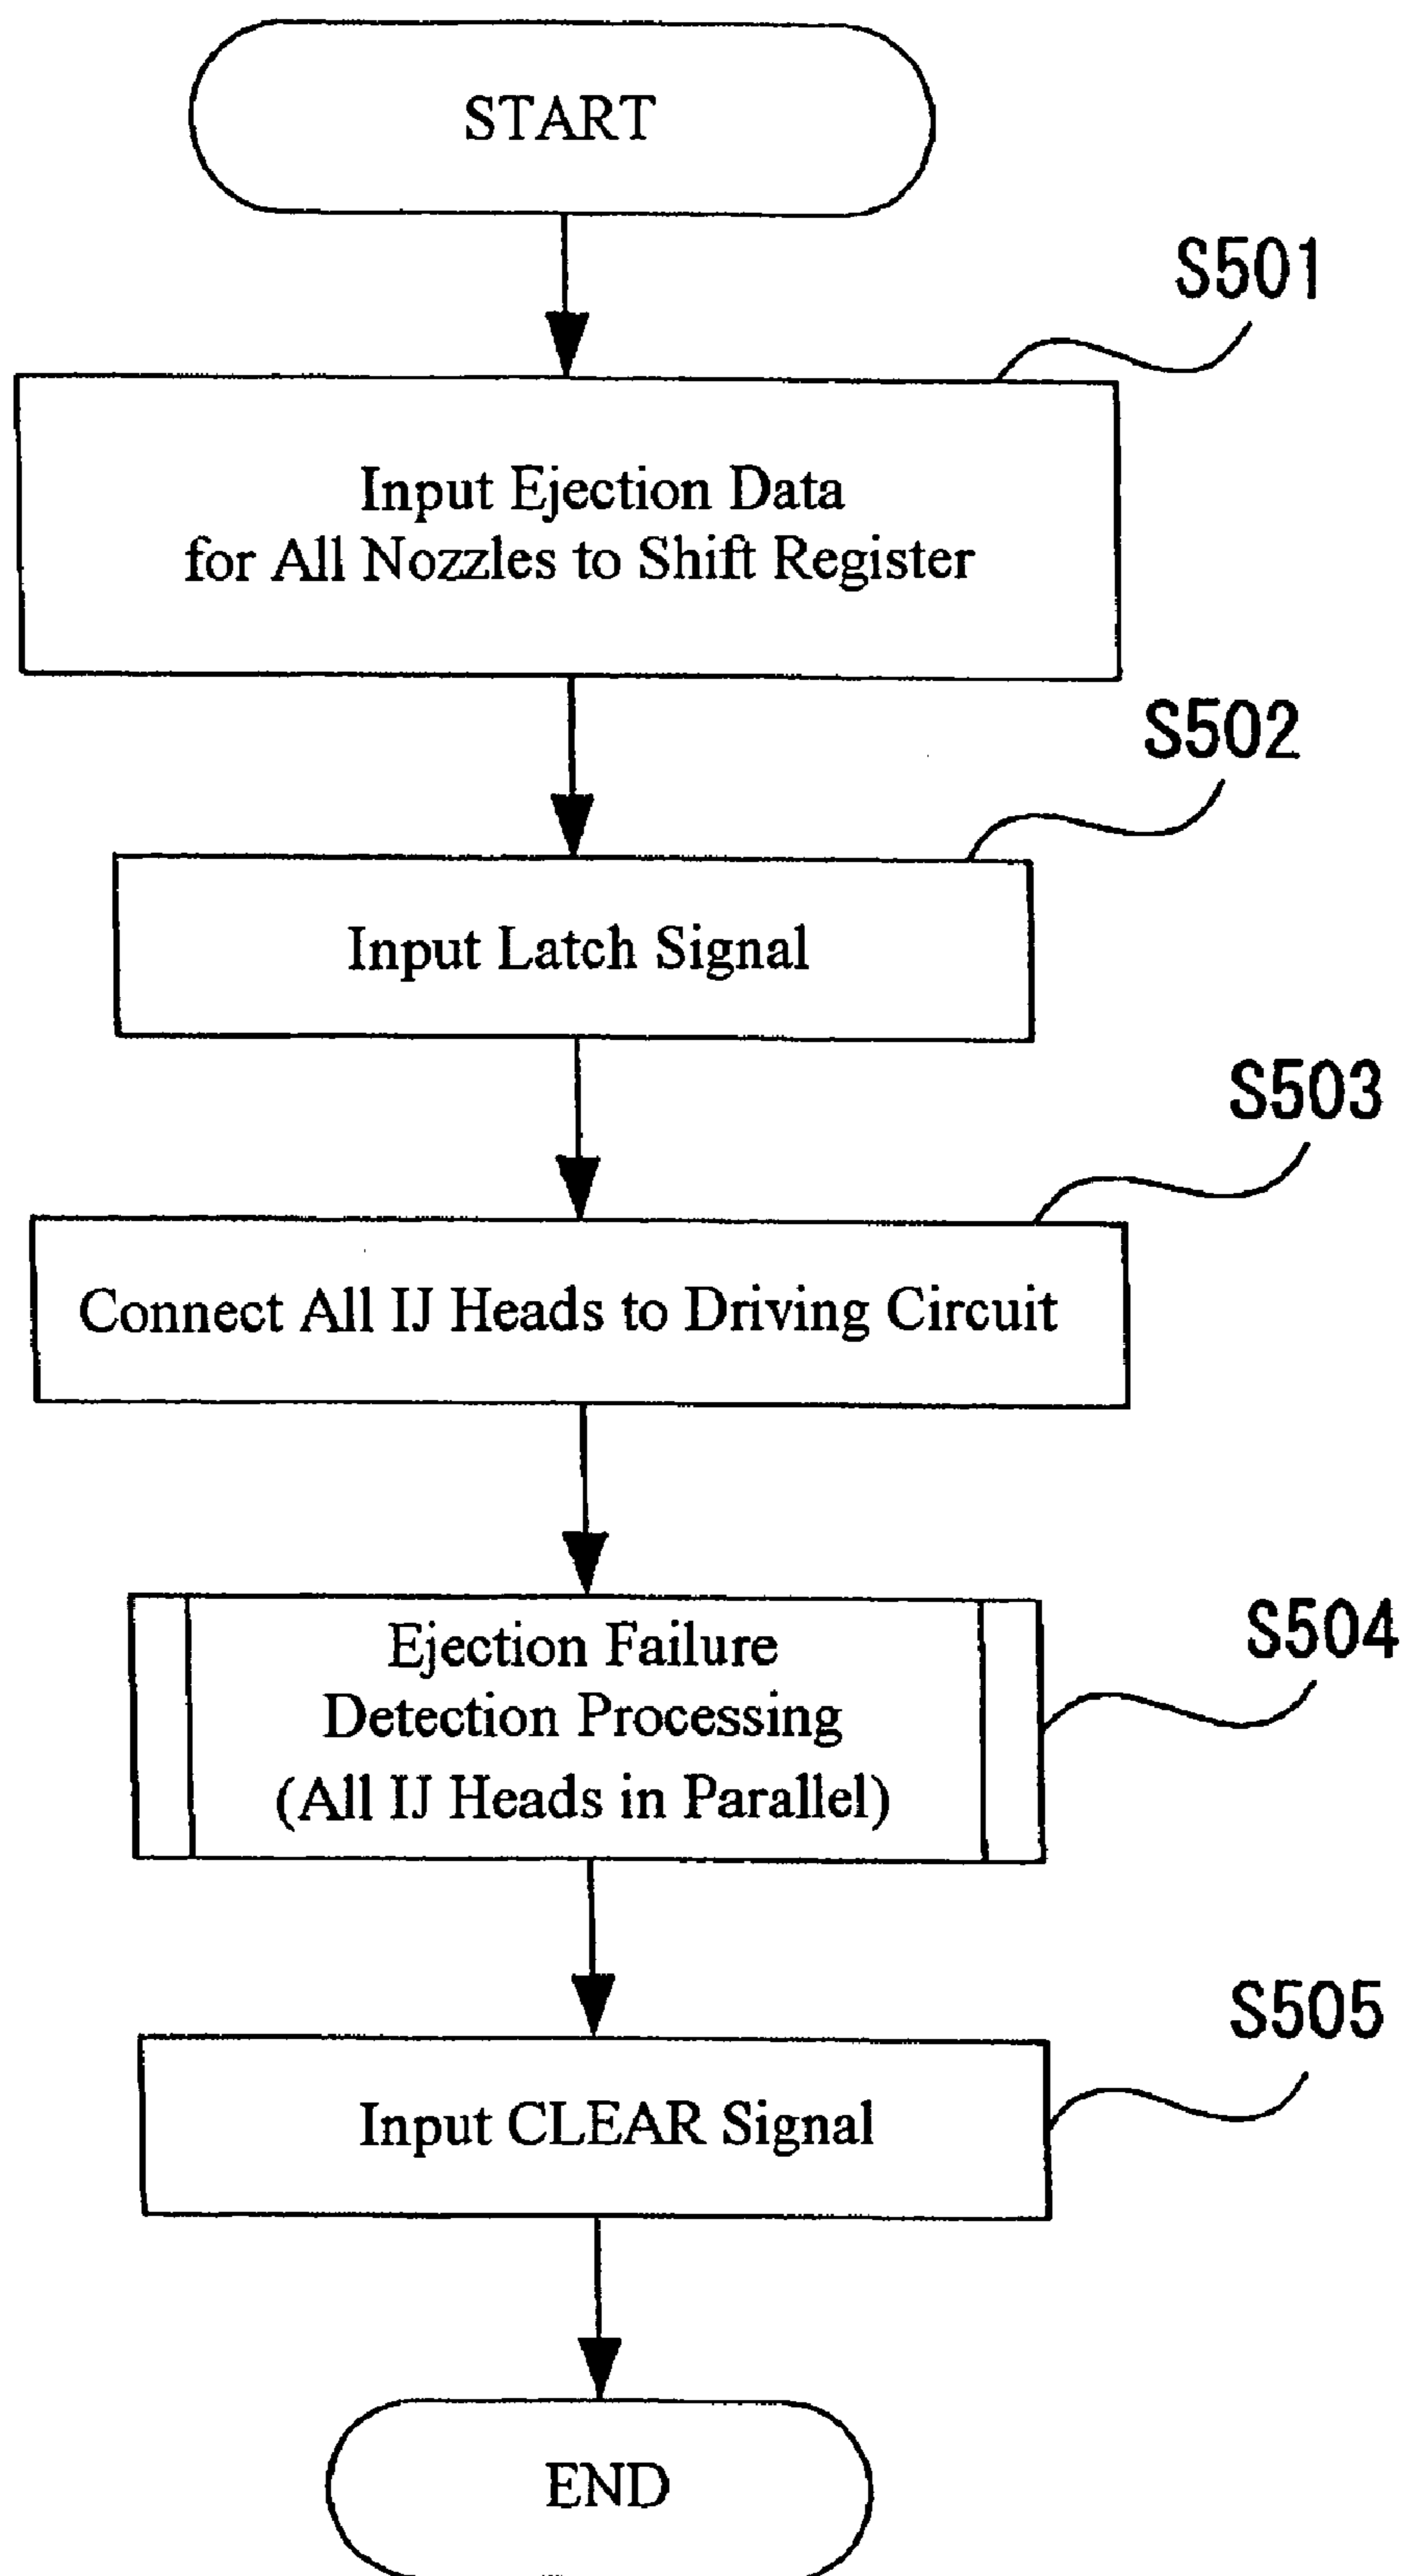 START
S501
Input Ejection Data
for All Nozzles to Shift Register
S502
Input Latch Signal
S503
Connect All IJ Heads to Driving Circuit
S504
Ejection Failure
Detection Processing
(All IJ Heads in Parallel)
S505
Input CLEAR Signal
END